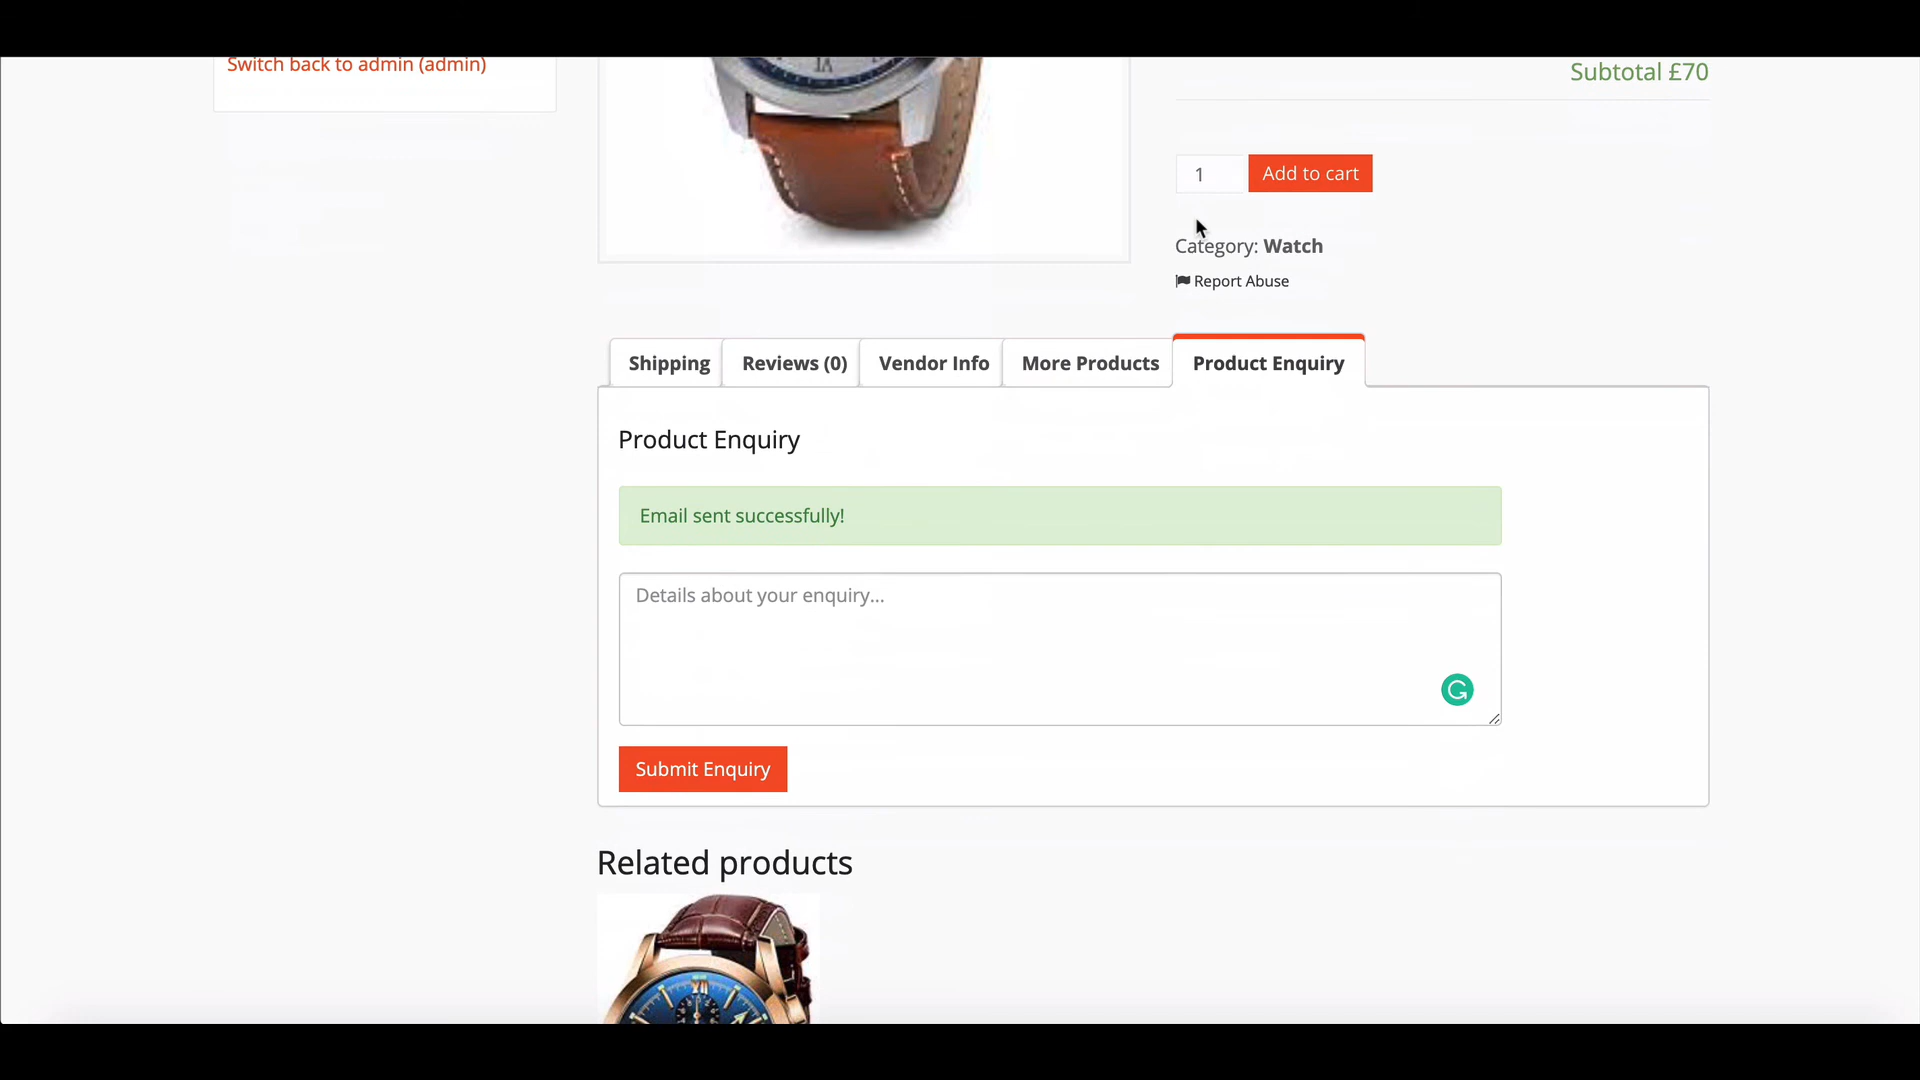 Switch back to admin (admin)
Subtotal £70
1
Add to cart
Category: Watch
Report Abuse
Shipping
Reviews (0)
Vendor Info
More Products
Product Enquiry
Product Enquiry
Email sent successfully!
Details about your enquiry...
Submit Enquiry
Related products